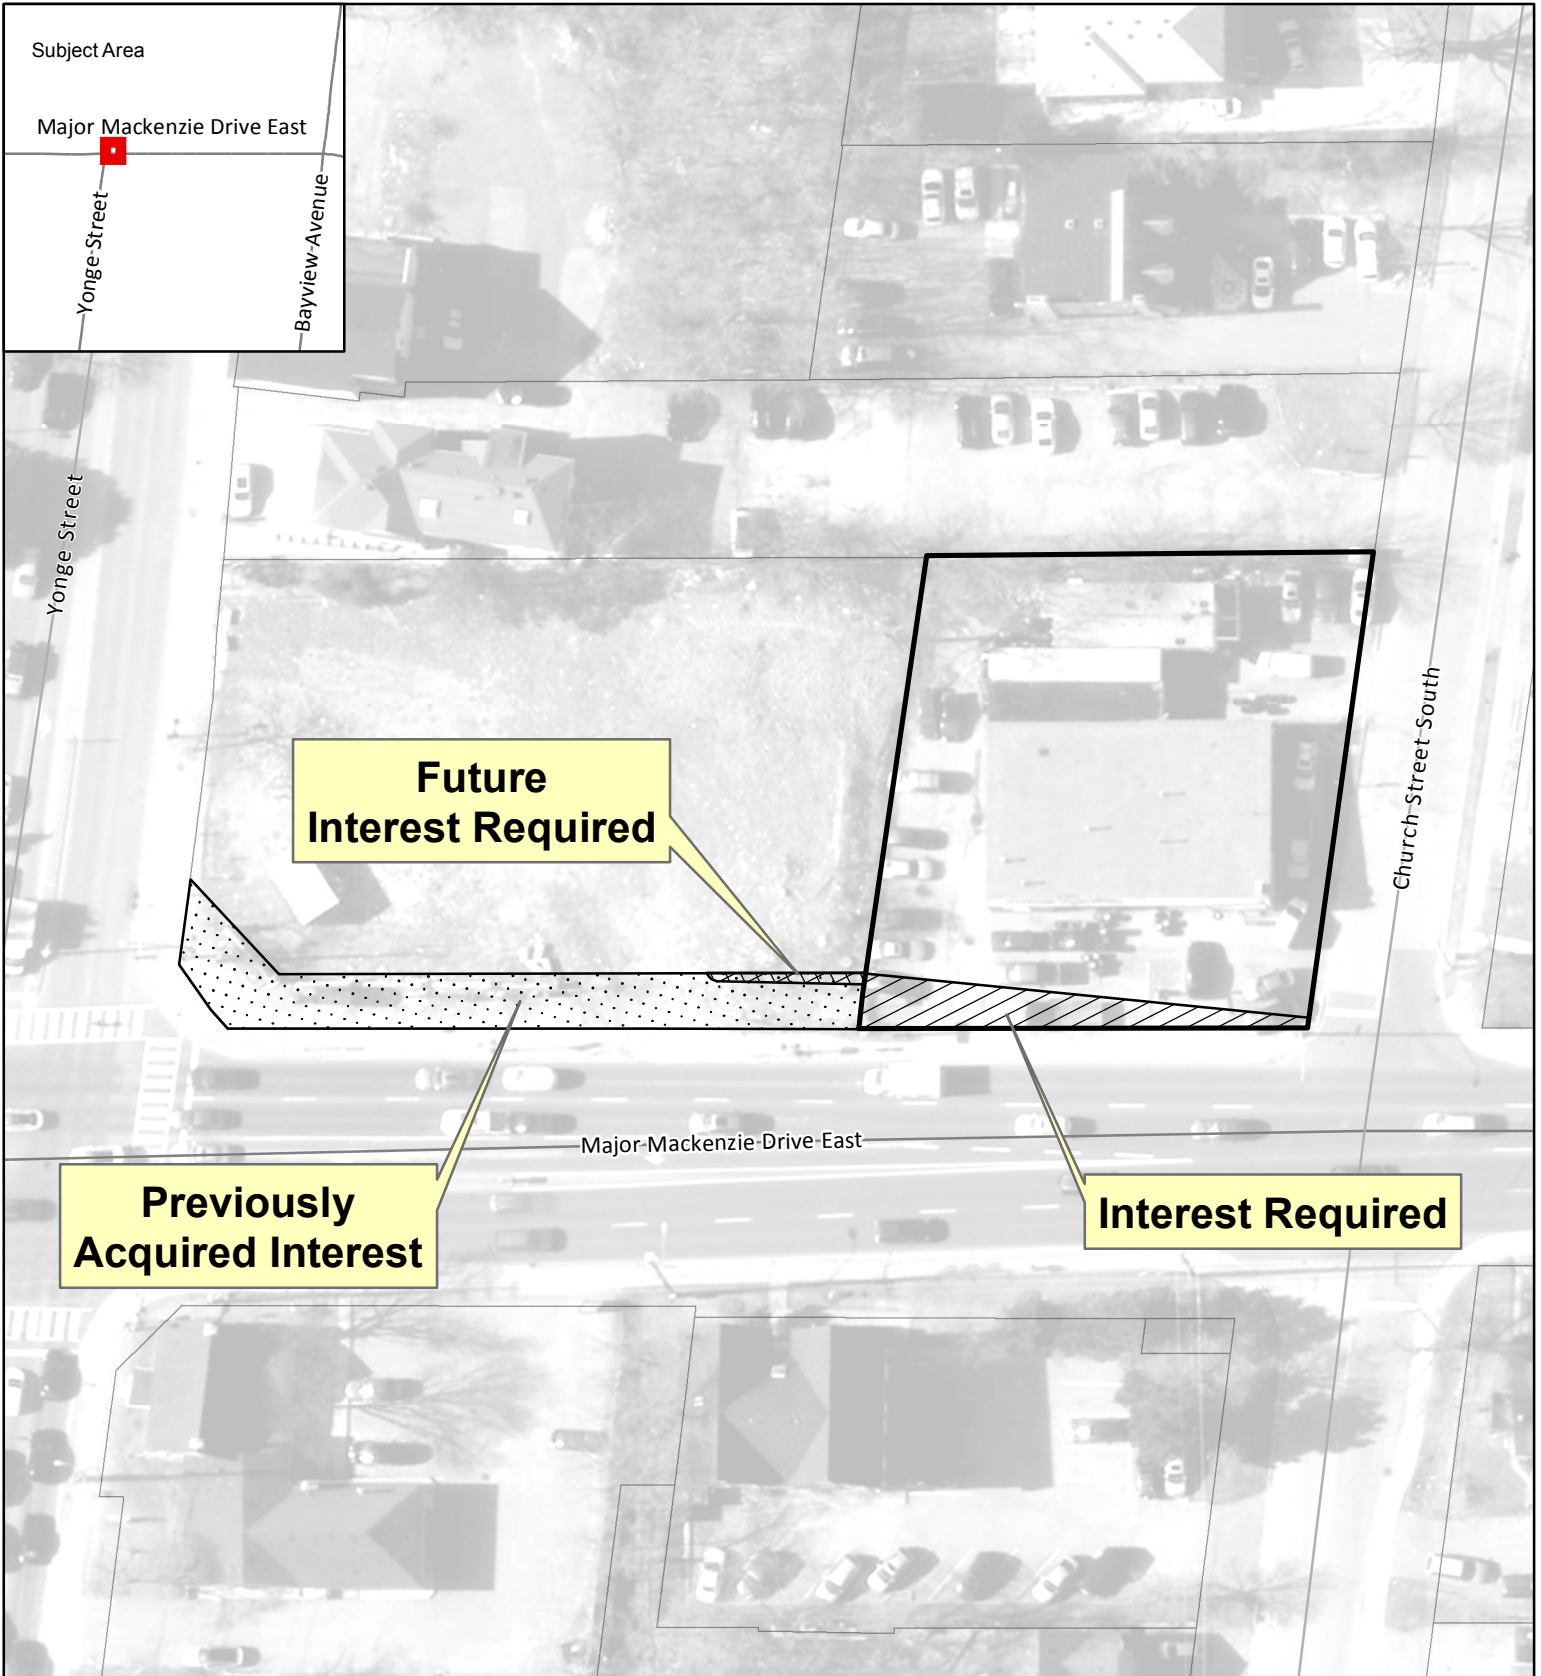 Subject Area
Major Mackenzie Drive East
Yonge Street
Bayview Avenue
Yonge Street
Church Street South
Future
Interest Required
Major Mackenzie Drive East
Previously
Acquired Interest
Interest Required